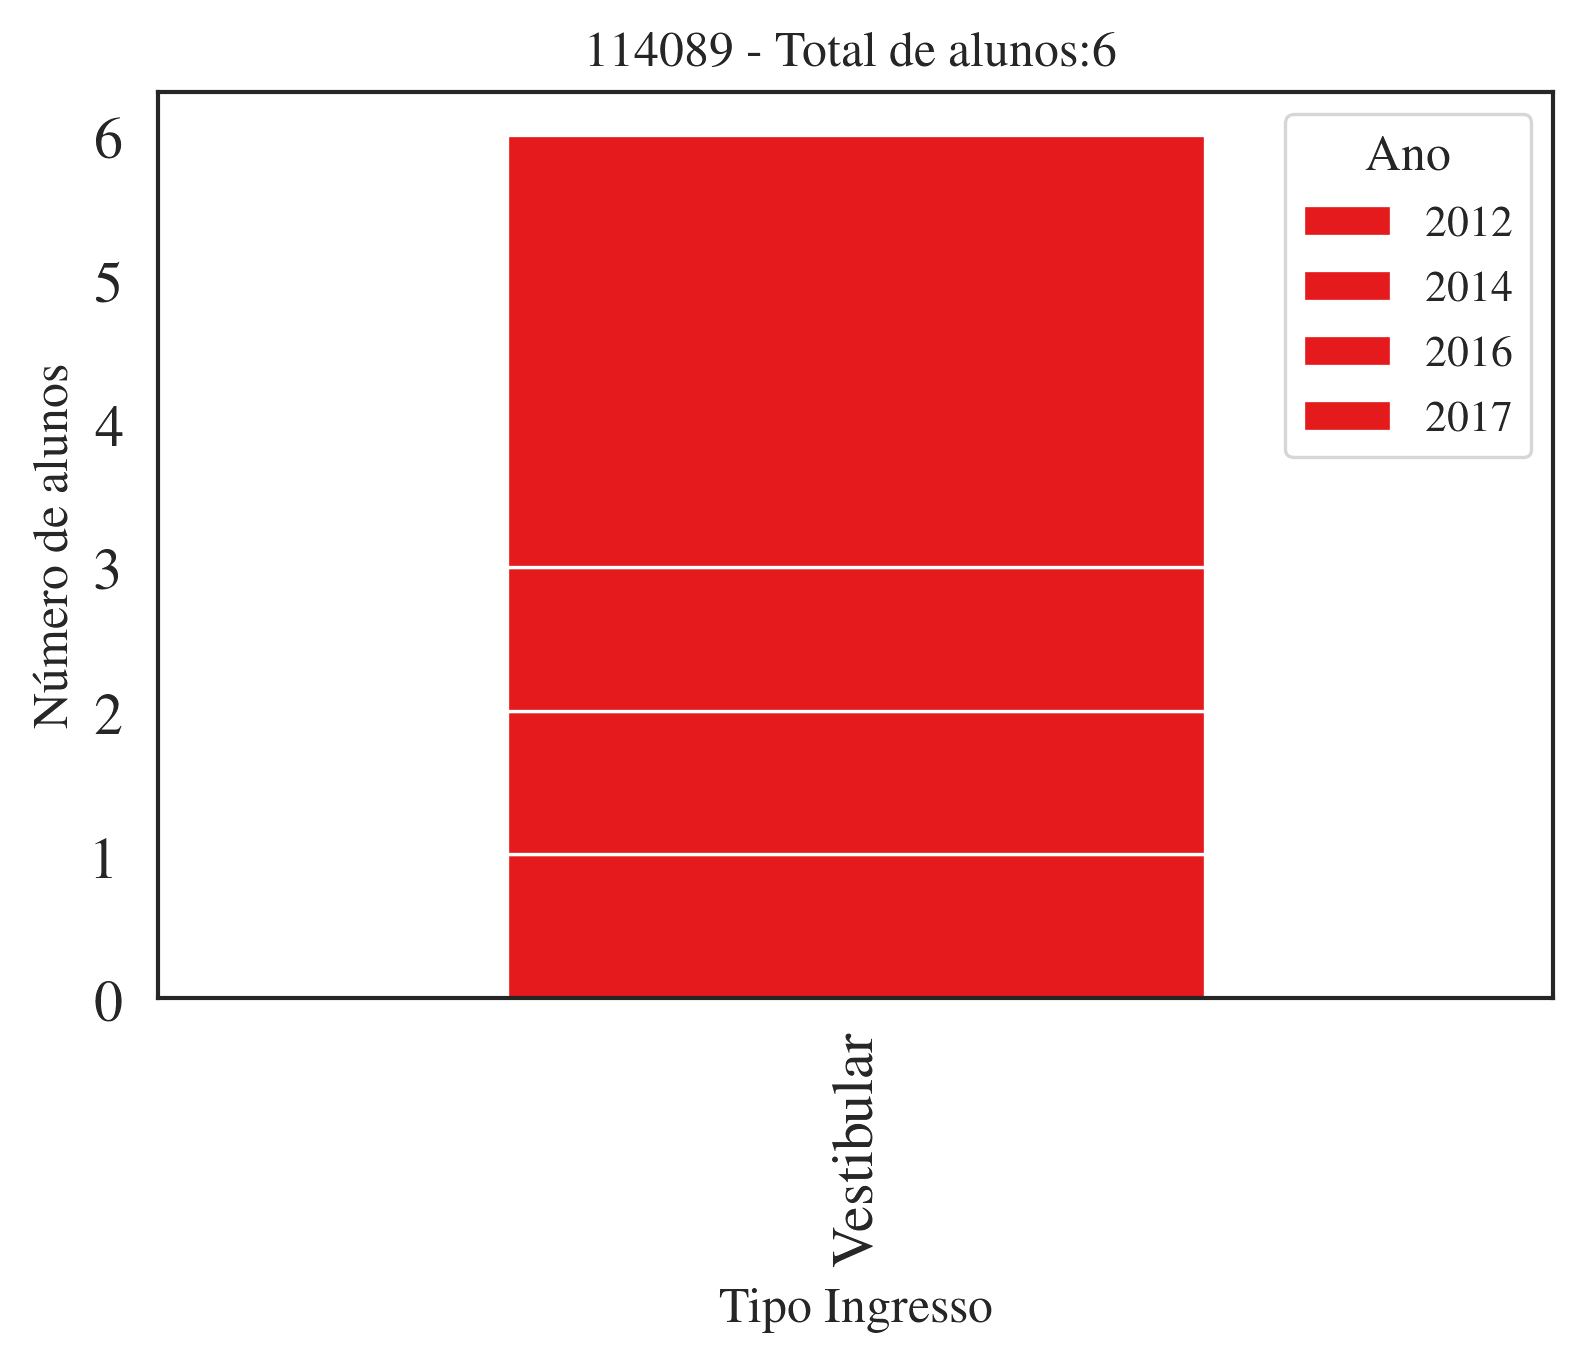 114089 - Total de alunos:6
Ano
2012
2014
2016
2017
6
5
4
3
2
1
0
Número de alunos
Vestibular
Tipo Ingresso